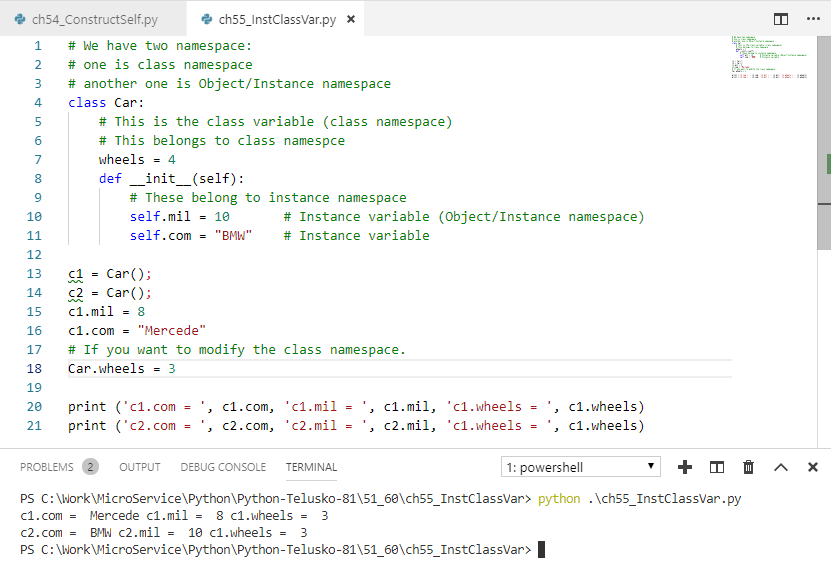 ch54_ConstructSelf.py ch55_InstClassVar.py
1 # We have two namespace:
2 # one is class namespace
3 # another one is Object/Instance namespace
4 class Car:
5 # This is the class variable (class namespace)
6 # This belongs to class namespce
7 wheels = 4
8 def __init__(self):
9 # These belong to instance namespace
10 self.mil = 10 # Instance variable (Object/Instance namespace)
11 self.com = "BMW" # Instance variable
12
13 c1 = Car();
14 c2 = Car();
15 c1.mil = 8
16 c1.com = "Mercede"
17 # If you want to modify the class namespace.
18 Car.wheels = 3
19
20 print ('c1.com = ', c1.com, 'c1.mil = ', c1.mil, 'c1.wheels = ', c1.wheels)
21 print ('c2.com = ', c2.com, 'c2.mil = ', c2.mil, 'c1.wheels = ', c1.wheels)
PROBLEMS 2 OUTPUT DEBUG CONSOLE TERMINAL 1: powershell
PS C:\Work\MicroService\Python\Python-Telusko-81\51_60\ch55_InstClassVar> python .\ch55_InstClassVar.py
c1.com =  Mercede c1.mil =  8 c1.wheels =  3
c2.com =  BMW c2.mil =  10 c1.wheels =  3
PS C:\Work\MicroService\Python\Python-Telusko-81\51_60\ch55_InstClassVar>